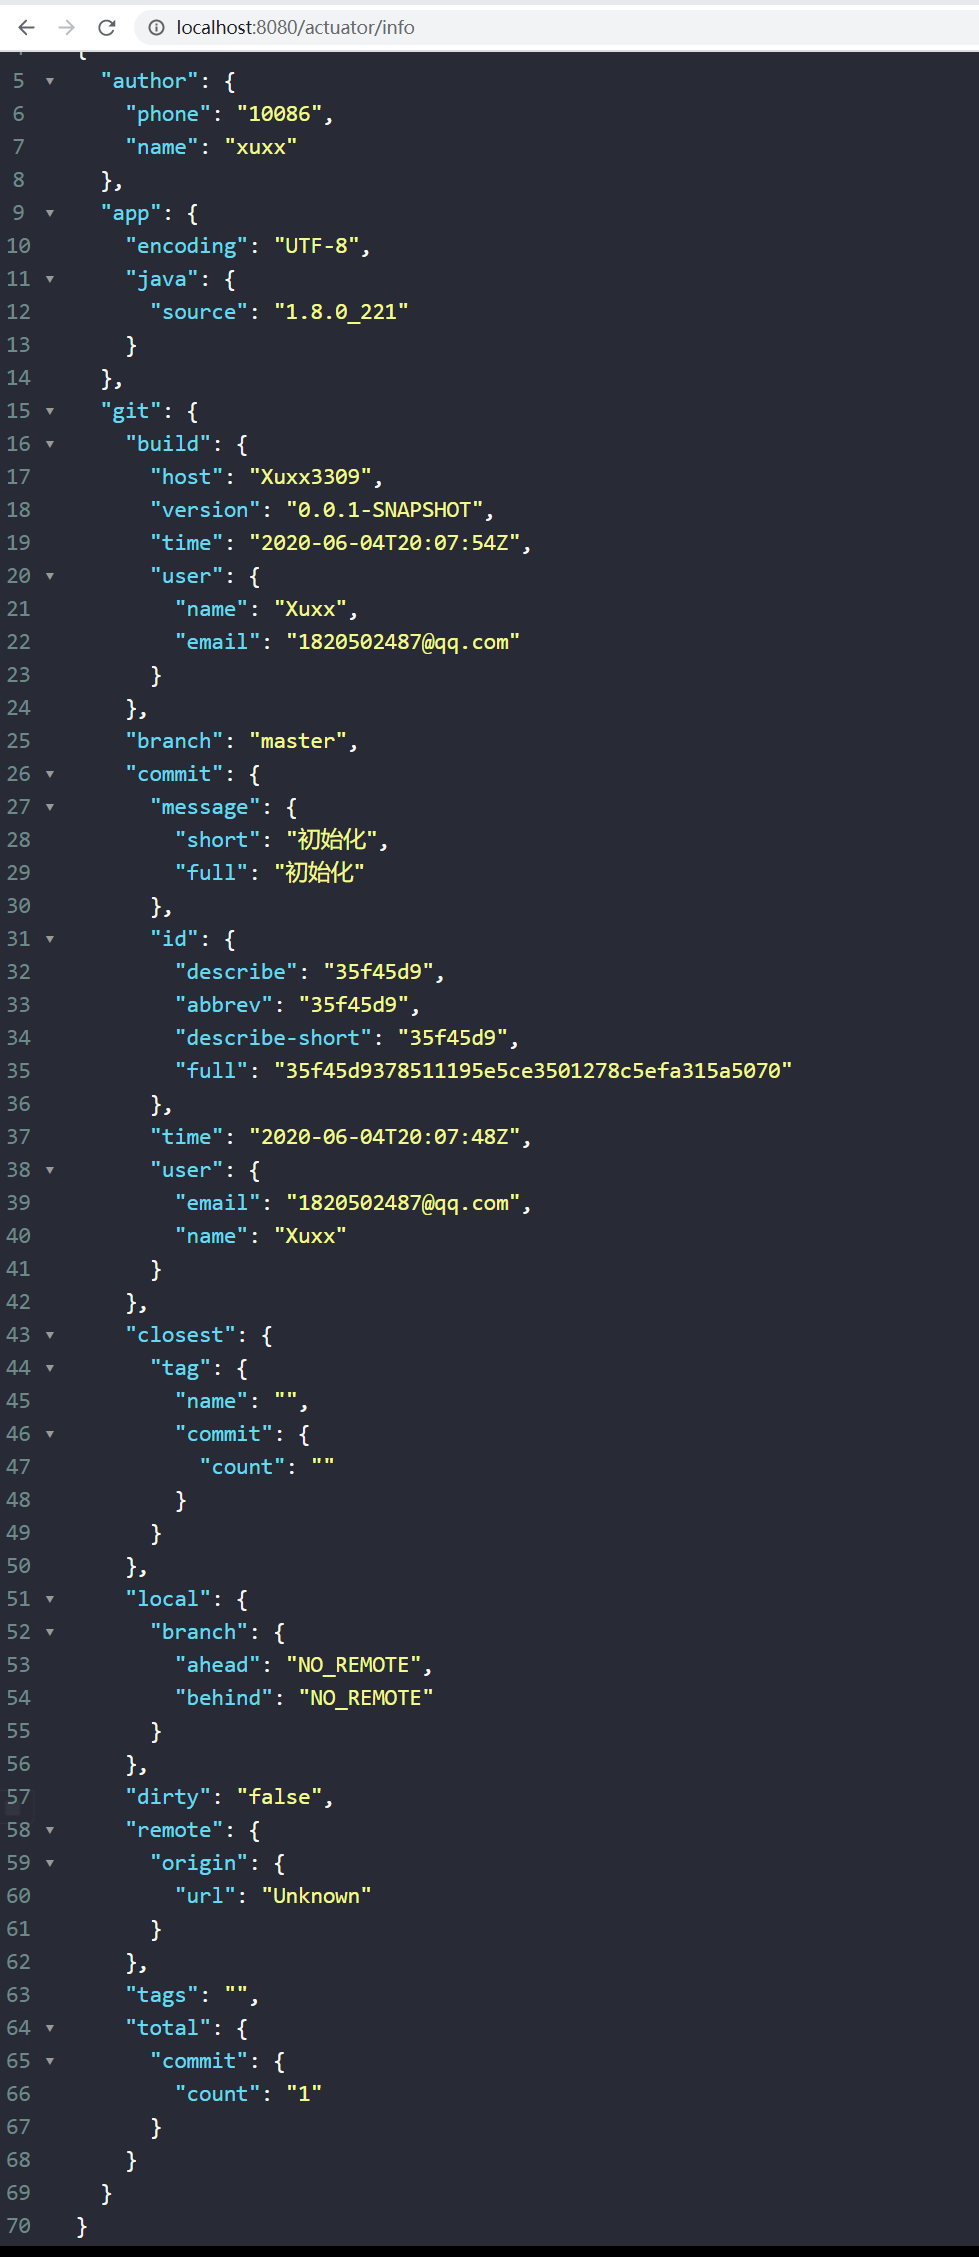 localhost:8080/actuator/info
{
5 "author": {
6 "phone": "10086",
7 "name": "xuxx"
8 },
9 "app": {
10 "encoding": "UTF-8",
11 "java": {
12 "source": "1.8.0_221"
13 }
14 },
15 "git": {
16 "build": {
17 "host": "Xuxx3309",
18 "version": "0.0.1-SNAPSHOT",
19 "time": "2020-06-04T20:07:54Z",
20 "user": {
21 "name": "Xuxx",
22 "email": "1820502487@qq.com"
23 }
24 },
25 "branch": "master",
26 "commit": {
27 "message": {
28 "short": "初始化",
29 "full": "初始化"
30 },
31 "id": {
32 "describe": "35f45d9",
33 "abbrev": "35f45d9",
34 "describe-short": "35f45d9",
35 "full": "35f45d9378511195e5ce3501278c5efa315a5070"
36 },
37 "time": "2020-06-04T20:07:48Z",
38 "user": {
39 "email": "1820502487@qq.com",
40 "name": "Xuxx"
41 }
42 },
43 "closest": {
44 "tag": {
45 "name": "",
46 "commit": {
47 "count": ""
48 }
49 }
50 },
51 "local": {
52 "branch": {
53 "ahead": "NO_REMOTE",
54 "behind": "NO_REMOTE"
55 }
56 },
57 "dirty": "false",
58 "remote": {
59 "origin": {
60 "url": "Unknown"
61 }
62 },
63 "tags": "",
64 "total": {
65 "commit": {
66 "count": "1"
67 }
68 }
69 }
70 }